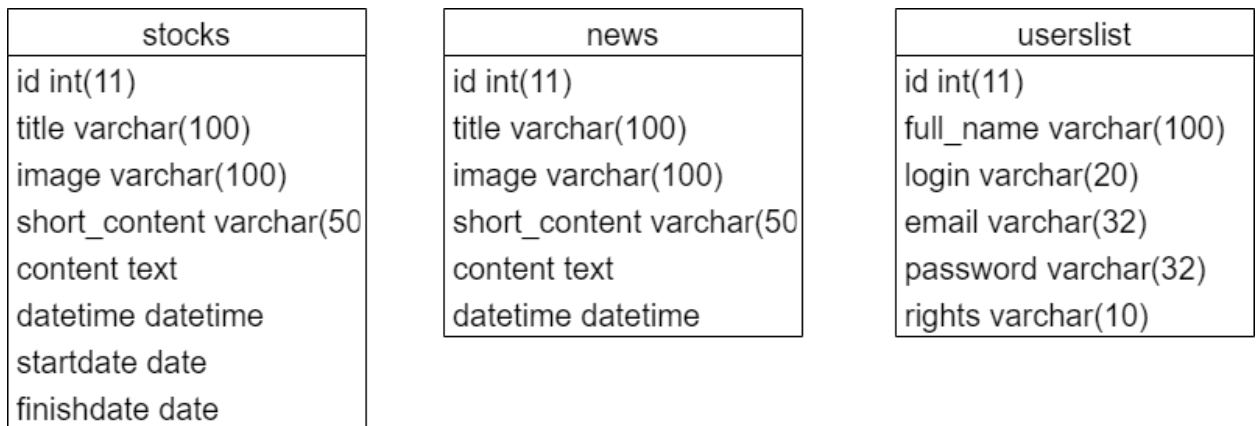 stocks
id int(11)
title varchar(100)
image varchar(100)
short_content varchar(50
content text
datetime datetime
startdate date
finishdate date
news
id int(11)
title varchar(100)
image varchar(100)
short_content varchar(50
content text
datetime datetime
userslist
id int(11)
full_name varchar(100)
login varchar(20)
email varchar(32)
password varchar(32)
rights varchar(10)